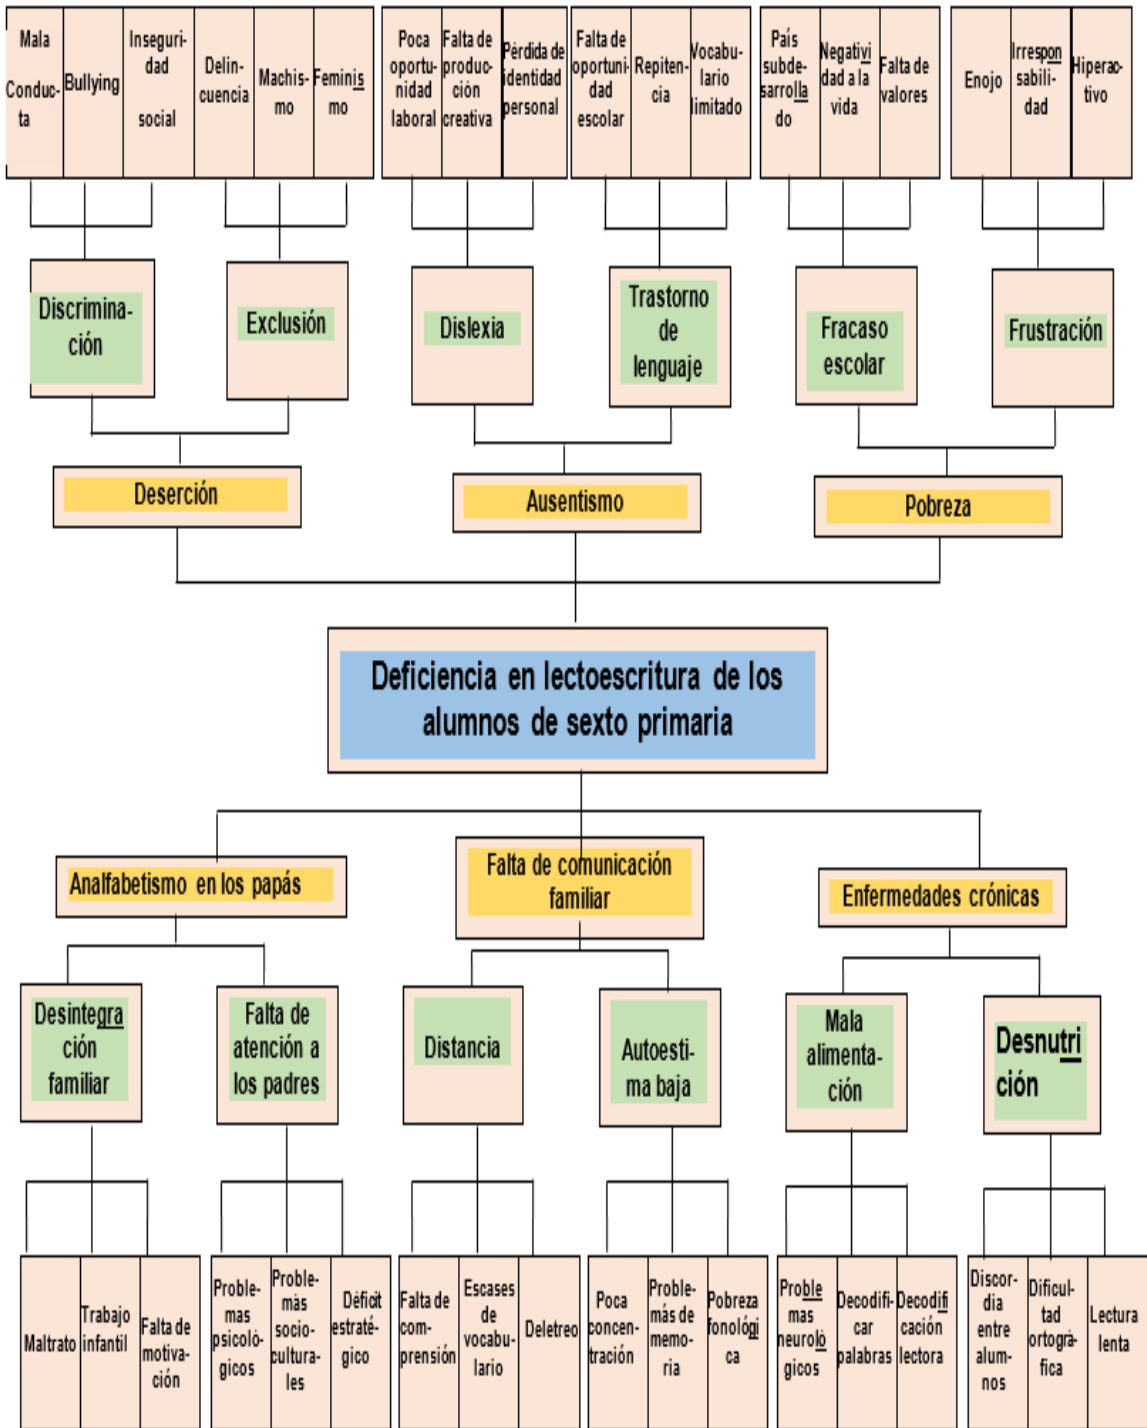 Mala
Conduc-
ta
Bullying
Inseguri-
dad
social
Delin-
cuencia
Machis-
mo
Feminis
mo
Poca
oportu-
nidad
laboral
Falta de
produc-
ción
creativa
Pérdida de
identidad
personal
Falta de
oportuni
dad
escolar
Repiten-
cia
Vocabu-
lario
limitado
País
subde-
sarrolla
do
Negativi
dad a la
vida
Falta de
valores
Enojo
Irrespon
sabili-
dad
Hiperac-
tivo
Discrimina-
ción
Exclusión
Dislexia
Trastorno
de
lenguaje
Fracaso
escolar
Frustración
Deserción
Ausentismo
Pobreza
Deficiencia en lectoescritura de los
alumnos de sexto primaria
Analfabetismo en los papás
Falta de comunicación
familiar
Enfermedades crónicas
Desintegra
ción
familiar
Falta de
atención a
los padres
Distancia
Autoesti-
ma baja
Mala
alimenta-
ción
Desnutri
ción
Maltrato
Trabajo
infantil
Falta de
motiva-
ción
Proble-
mas
psicoló-
gicos
Proble-
màs
socio-
cultura-
les
Déficit
estraté-
gico
Falta de
com-
prensión
Escases
de
vocabu-
lario
Deletreo
Poca
concen-
tración
Proble-
más de
memo-
ria
Pobreza
fonológi
ca
Proble
mas
neuroló
gicos
Decodifi-
car
palabras
Decodifi
cación
lectora
Discor-
dia
entre
alum-
nos
Dificul-
tad
ortogrà-
fica
Lectura
lenta